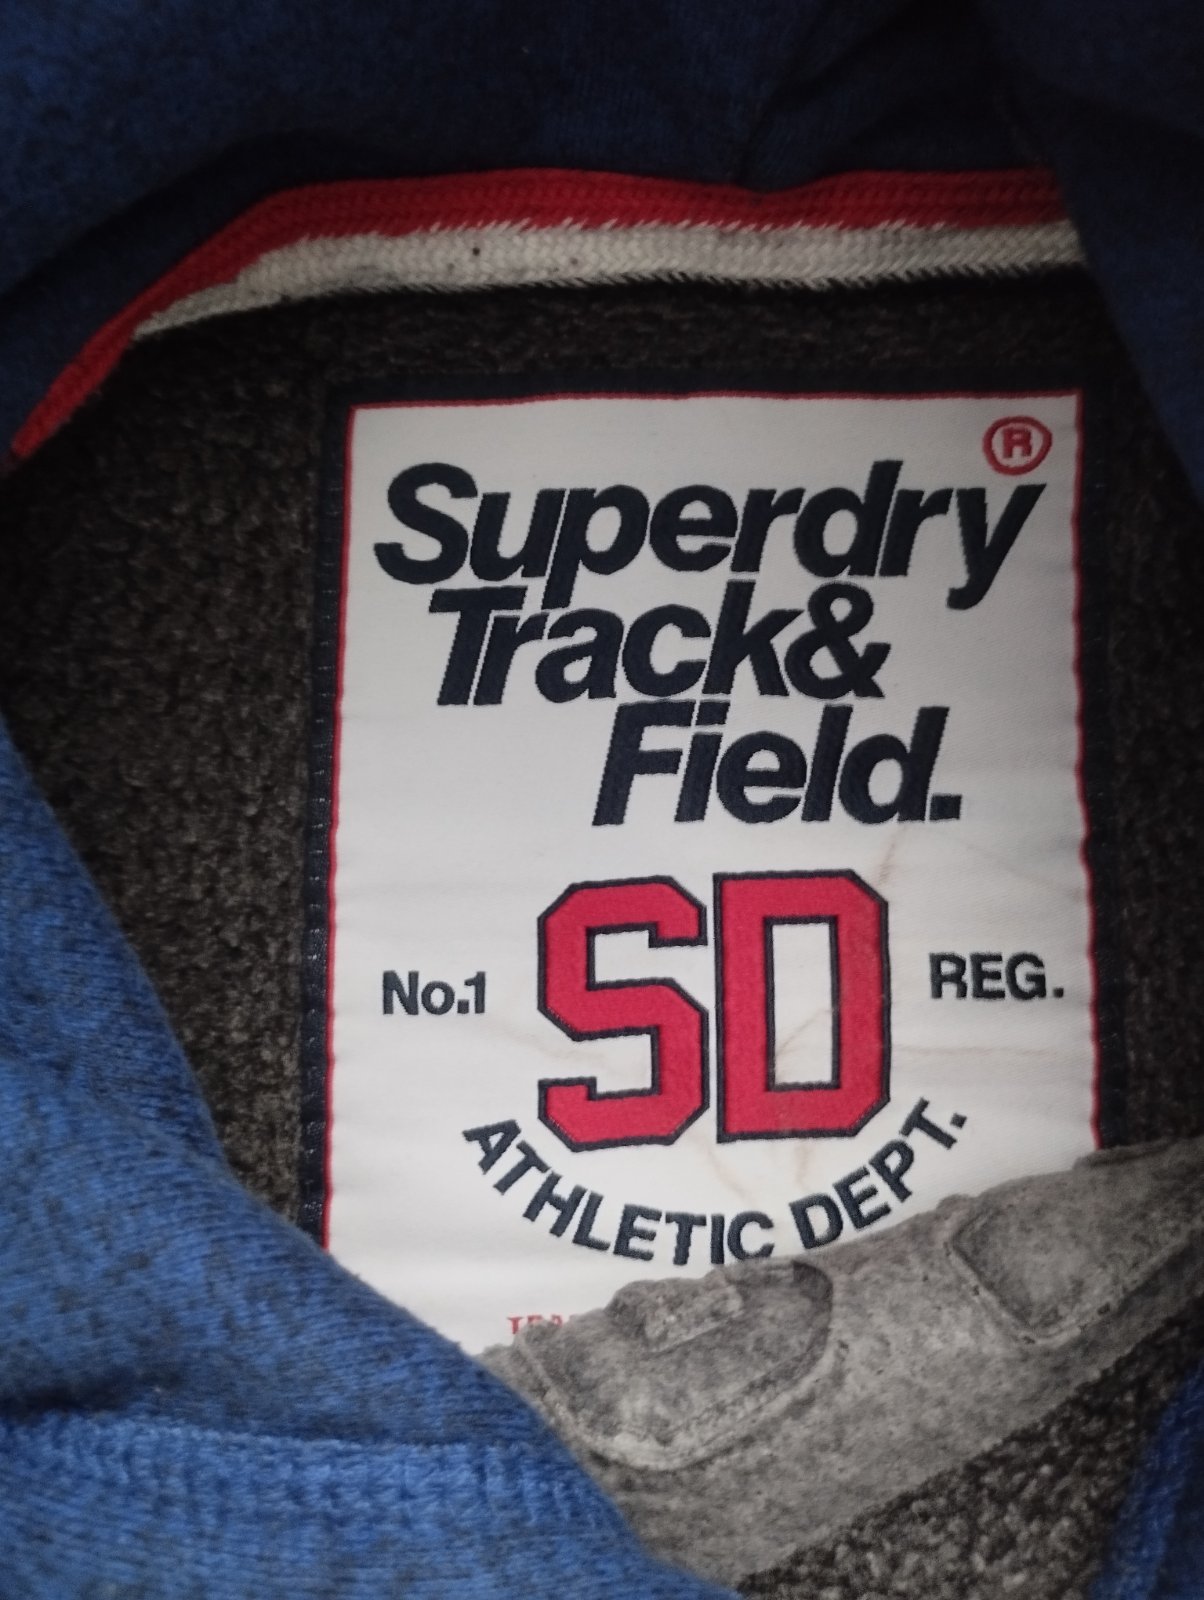 ®
Superdry
Track&
Field.
No.1 SD REG.
ATHLETIC DEPT.